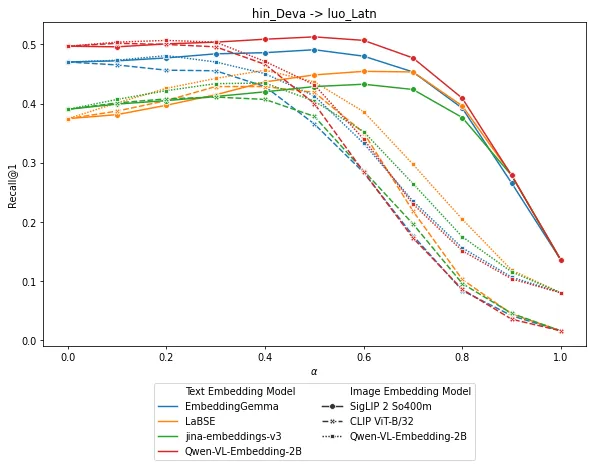 hin_Deva -> luo_Latn
Recall@1
0.5
0.4
0.3
0.2
0.1
0.0
0.0 0.2 0.4 0.6 0.8 1.0
α
Text Embedding Model
EmbeddingGemma
LaBSE
jina-embeddings-v3
Qwen-VL-Embedding-2B
Image Embedding Model
SigLIP 2 So400m
CLIP ViT-B/32
Qwen-VL-Embedding-2B